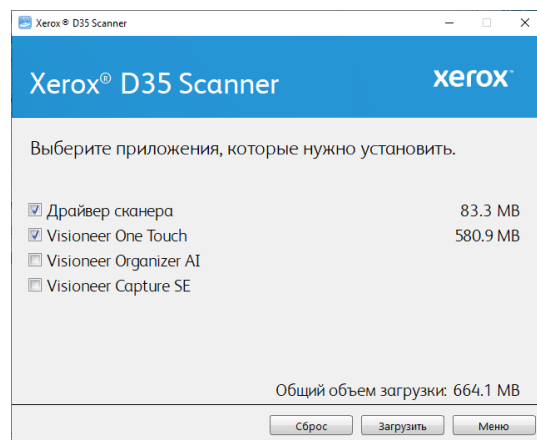 Xerox ® D35 Scanner
Xerox® D35 Scanner xerox™
Выберите приложения, которые нужно установить.
Драйвер сканера 83.3 MB
Visioneer One Touch 580.9 MB
Visioneer Organizer AI
Visioneer Capture SE
Общий объем загрузки: 664.1 MB
Сброс Загрузить Меню